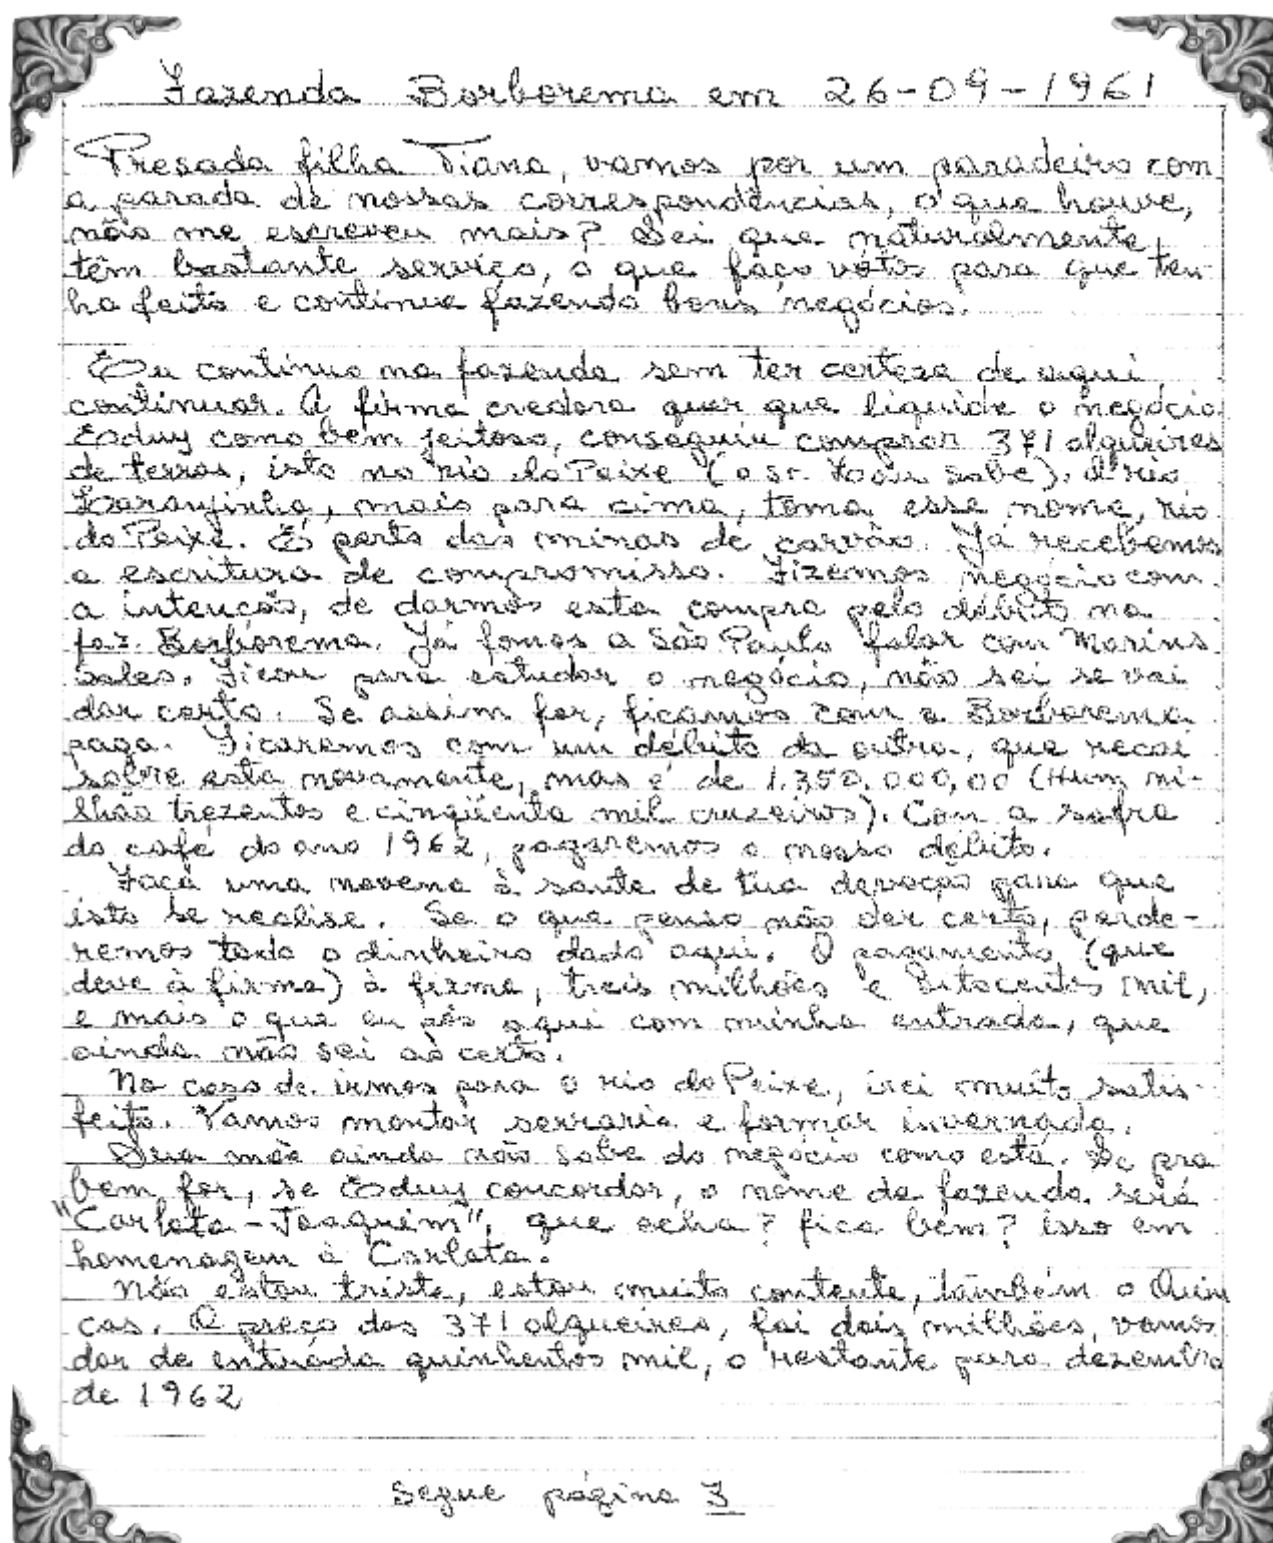 Fazenda Borborema em 26-09-1961
Presada filha Tiana, vamos por um paradeiro com
a parada de nossas correspondências, o que houve,
não me escreveu mais? Sei que naturalmente,
têm bastante serviço, o que faço votos para que ten-
ha feito e continue fazendo bons negócios.
Eu continuo na fazenda sem ter certeza de aqui
continuar. A firma credora quer que liquide o negócio
Eduy como bem jeitoso, conseguiu comprar 371 alqueires
de terras, isto no rio do Peixe (o sr. sabe). O rio
Laranjinha, mais para cima, toma esse nome, rio
do Peixe. É perto das minas de carvão. Já recebemos
a escritura de compromisso. Fizemos negócio com
a intenção, de darmos esta compra pelo débito na
faz. Borborema. Já fomos a São Paulo falar com Marins
Sales. Ficou para estudar o negócio, não sei se vai
dar certo. Se assim for, ficamos com a Borborema
paga. Ficaremos com um débito da outra, que recai
sobre esta novamente, mas é de 1.350.000,00 (Hum mi-
lhão trezentos e cinqüenta mil cruzeiros). Com a safra
do café do ano 1962, pagaremos o nosso débito.
Faça uma novena à santa de tua devoção para que
isto se realise. Se o que penso não der certo, perde-
remos todo o dinheiro dado aqui. O pagamento, (que
deve à firma) à firma, treis milhões e oitocentos mil,
e mais o que eu pôs aqui com minha entrada, que
ainda não sei ao certo.
No caso de irmos para o rio do Peixe, irei muito satis-
feito. Vamos montar serraria e formar invernada.
Sua mãe ainda não sabe do negócio como está. Se pra
bem for, se Eduy concordar, o nome da fazenda será
"Carlota-Joaquim", que acha? fica bem? isso em
homenagem à Carlota.
Não estou triste, estou muito contente, também o Quin
cas. O preço dos 371 alqueires, foi dois milhões, vamos
dar de entrada quinhentos mil, o restante para dezembro
de 1962
Segue página 3